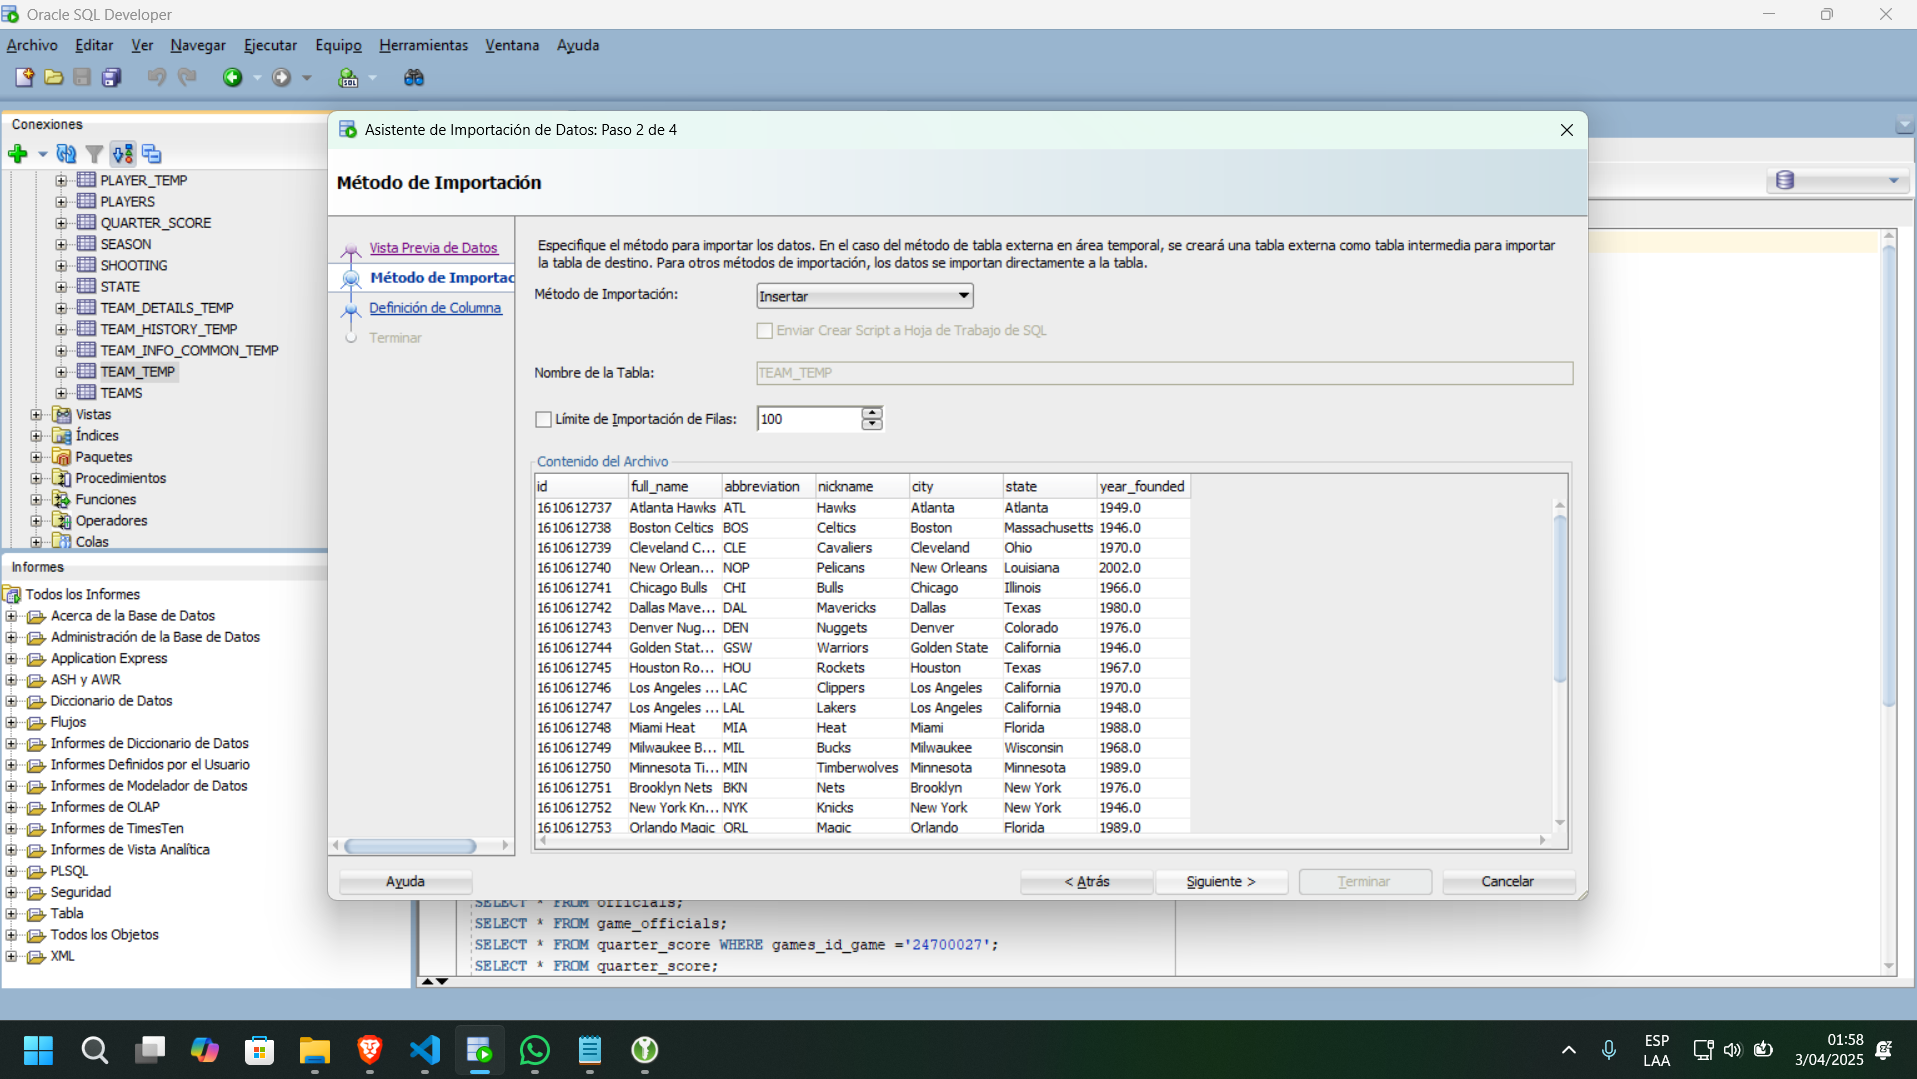 Oracle SQL Developer
Archivo Editar Ver Navegar Ejecutar Equipo Herramientas Ventana Ayuda
Conexiones
PLAYER_TEMP
PLAYERS
QUARTER_SCORE
SEASON
SHOOTING
STATE
TEAM_DETAILS_TEMP
TEAM_HISTORY_TEMP
TEAM_INFO_COMMON_TEMP
TEAM_TEMP
TEAMS
Vistas
Índices
Paquetes
Procedimientos
Funciones
Operadores
Colas
Informes
Todos los Informes
Acerca de la Base de Datos
Administración de la Base de Datos
Application Express
ASH y AWR
Diccionario de Datos
Flujos
Informes de Diccionario de Datos
Informes Definidos por el Usuario
Informes de Modelador de Datos
Informes de OLAP
Informes de TimesTen
Informes de Vista Analítica
PLSQL
Seguridad
Tabla
Todos los Objetos
XML
Asistente de Importación de Datos: Paso 2 de 4
Método de Importación
Vista Previa de Datos
Método de Importac
Definición de Columna
Terminar
Especifique el método para importar los datos. En el caso del método de tabla externa en área temporal, se creará una tabla externa como tabla intermedia para importar
la tabla de destino. Para otros métodos de importación, los datos se importan directamente a la tabla.
Método de Importación: Insertar
Enviar Crear Script a Hoja de Trabajo de SQL
Nombre de la Tabla: TEAM_TEMP
Límite de Importación de Filas: 100
Contenido del Archivo
id full_name abbreviation nickname city state year_founded
1610612737 Atlanta Hawks ATL Hawks Atlanta Atlanta 1949.0
1610612738 Boston Celtics BOS Celtics Boston Massachusetts 1946.0
1610612739 Cleveland C... CLE Cavaliers Cleveland Ohio 1970.0
1610612740 New Orlean... NOP Pelicans New Orleans Louisiana 2002.0
1610612741 Chicago Bulls CHI Bulls Chicago Illinois 1966.0
1610612742 Dallas Mave... DAL Mavericks Dallas Texas 1980.0
1610612743 Denver Nug... DEN Nuggets Denver Colorado 1976.0
1610612744 Golden Stat... GSW Warriors Golden State California 1946.0
1610612745 Houston Ro... HOU Rockets Houston Texas 1967.0
1610612746 Los Angeles ... LAC Clippers Los Angeles California 1970.0
1610612747 Los Angeles ... LAL Lakers Los Angeles California 1948.0
1610612748 Miami Heat MIA Heat Miami Florida 1988.0
1610612749 Milwaukee B... MIL Bucks Milwaukee Wisconsin 1968.0
1610612750 Minnesota Ti... MIN Timberwolves Minnesota Minnesota 1989.0
1610612751 Brooklyn Nets BKN Nets Brooklyn New York 1976.0
1610612752 New York Kn... NYK Knicks New York New York 1946.0
1610612753 Orlando Magic ORL Magic Orlando Florida 1989.0
Ayuda < Atrás Siguiente > Terminar Cancelar
SELECT * FROM officials;
SELECT * FROM game_officials;
SELECT * FROM quarter_score WHERE games_id_game ='24700027';
SELECT * FROM quarter_score;
ESP
LAA
01:58
3/04/2025